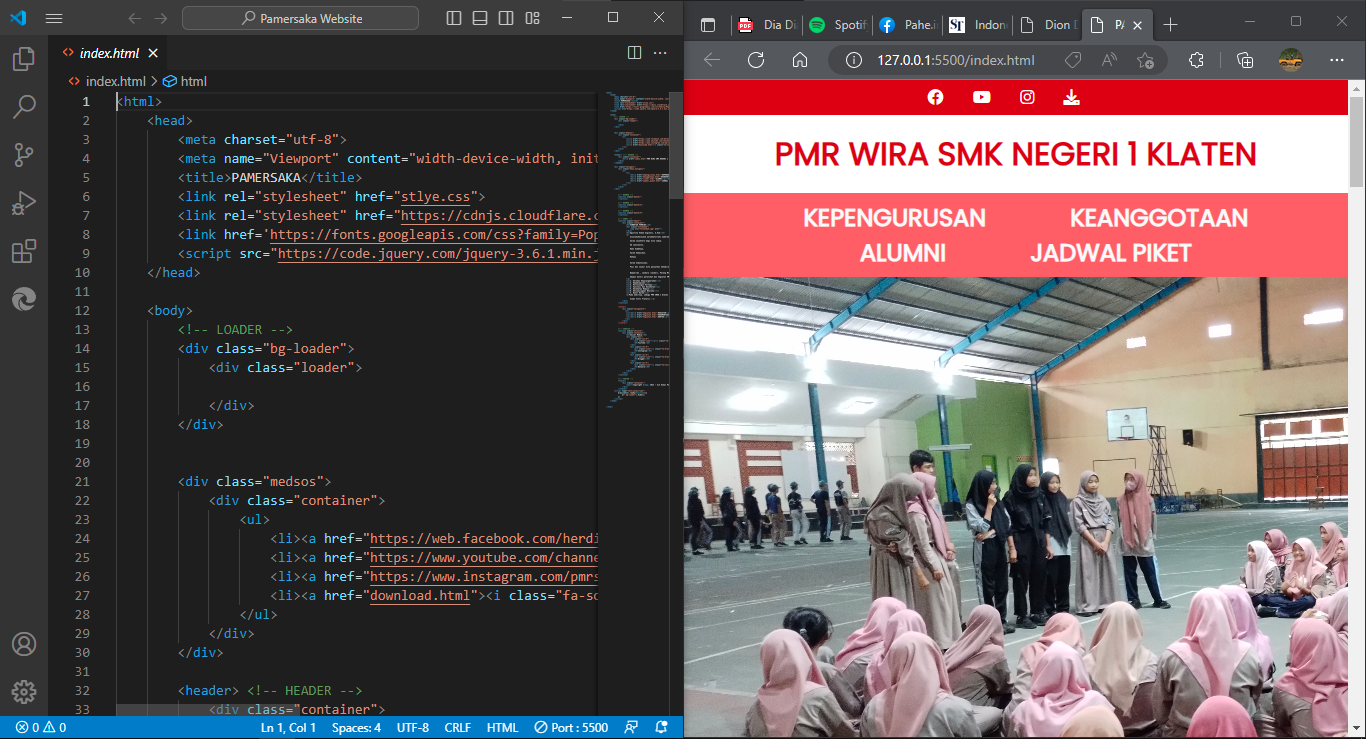 Pamersaka Website
index.html
index.html > html
1 <html>
2 <head>
3 <meta charset="utf-8">
4 <meta name="Viewport" content="width-device-width, init
5 <title>PAMERSAKA</title>
6 <link rel="stylesheet" href="stlye.css">
7 <link rel="stylesheet" href="https://cdnjs.cloudflare.c
8 <link href='https://fonts.googleapis.com/css?family=Pop
9 <script src="https://code.jquery.com/jquery-3.6.1.min.j
10 </head>
11
12 <body>
13 <!-- LOADER -->
14 <div class="bg-loader">
15 <div class="loader">
16
17 </div>
18 </div>
19
20
21 <div class="medsos">
22 <div class="container">
23 <ul>
24 <li><a href="https://web.facebook.com/herdi
25 <li><a href="https://www.youtube.com/channe
26 <li><a href="https://www.instagram.com/pmrs
27 <li><a href="download.html"><i class="fa-so
28 </ul>
29 </div>
30 </div>
31
32 <header> <!-- HEADER -->
33 <div class="container">
0 0
Ln 1, Col 1 Spaces: 4 UTF-8 CRLF HTML Port : 5500
PDF Dia Di Spotif Pahe.i ST Indon Dion D PA
127.0.0.1:5500/index.html
PMR WIRA SMK NEGERI 1 KLATEN
KEPENGURUSAN KEANGGOTAAN
ALUMNI JADWAL PIKET